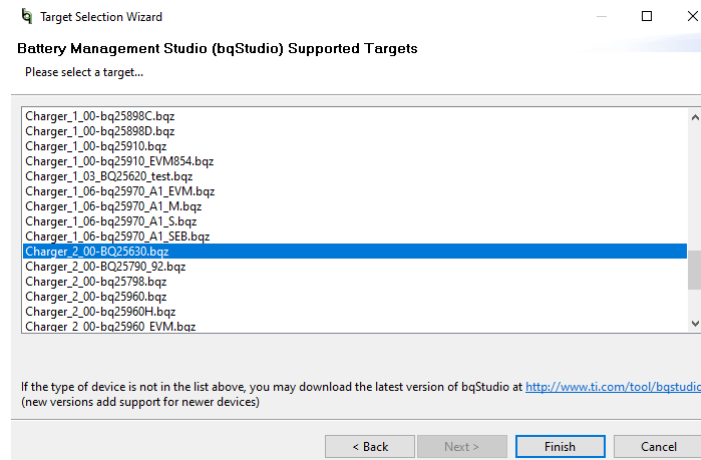 Target Selection Wizard
Battery Management Studio (bqStudio) Supported Targets
Please select a target...
Charger_1_00-bq25898C.bqz
Charger_1_00-bq25898D.bqz
Charger_1_00-bq25910.bqz
Charger_1_00-bq25910_EVM854.bqz
Charger_1_03_BQ25620_test.bqz
Charger_1_06-bq25970_A1_EVM.bqz
Charger_1_06-bq25970_A1_M.bqz
Charger_1_06-bq25970_A1_S.bqz
Charger_1_06-bq25970_A1_SEB.bqz
Charger_2_00-BQ25630.bqz
Charger_2_00-BQ25790_92.bqz
Charger_2_00-bq25798.bqz
Charger_2_00-bq25960.bqz
Charger_2_00-bq25960H.bqz
Charger_2_00-bq25960_EVM.bqz
If the type of device is not in the list above, you may download the latest version of bqStudio at http://www.ti.com/tool/bqstudio
(new versions add support for newer devices)
< Back Next > Finish Cancel